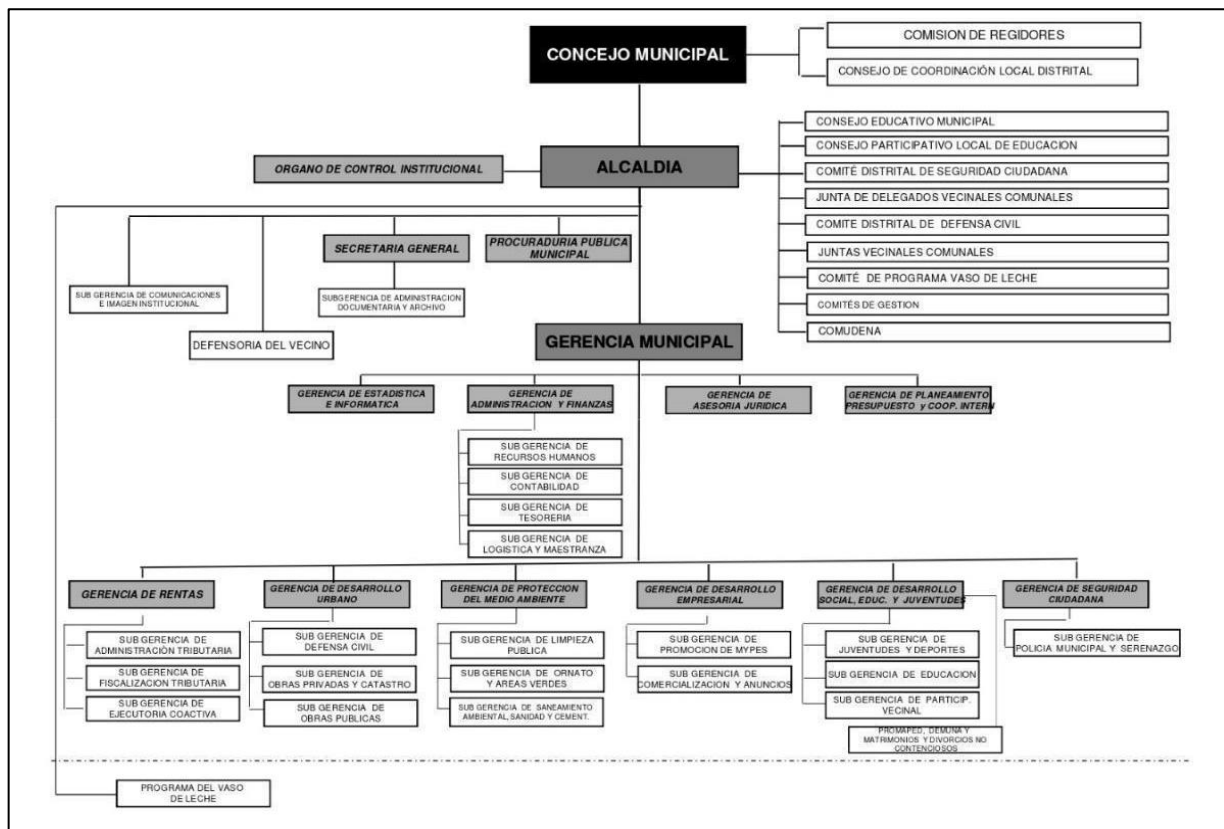 CONCEJO MUNICIPAL
COMISION DE REGIDORES
CONSEJO DE COORDINACIÓN LOCAL DISTRITAL
ORGANO DE CONTROL INSTITUCIONAL
ALCALDIA
CONSEJO EDUCATIVO MUNICIPAL
CONSEJO PARTICIPATIVO LOCAL DE EDUCACION
COMITÉ DISTRITAL DE SEGURIDAD CIUDADANA
JUNTA DE DELEGADOS VECINALES COMUNALES
COMITE DISTRITAL DE DEFENSA CIVIL
JUNTAS VECINALES COMUNALES
COMITÉ DE PROGRAMA VASO DE LECHE
COMITÉS DE GESTION
COMUDENA
SECRETARIA GENERAL
PROCURADURIA PUBLICA
MUNICIPAL
SUB GERENCIA DE COMUNICACIONES
E IMAGEN INSTITUCIONAL
SUBGERENCIA DE ADMINISTRACION
DOCUMENTARIA Y ARCHIVO
DEFENSORIA DEL VECINO
GERENCIA MUNICIPAL
GERENCIA DE ESTADISTICA
E INFORMATICA
GERENCIA DE
ADMINISTRACION Y FINANZAS
GERENCIA DE
ASESORIA JURIDICA
GERENCIA DE PLANEAMIENTO
PRESUPUESTO y COOP. INTERN
SUB GERENCIA DE
RECURSOS HUMANOS
SUB GERENCIA DE
CONTABILIDAD
SUB GERENCIA DE
TESORERIA
SUB GERENCIA DE
LOGISTICA Y MAESTRANZA
GERENCIA DE RENTAS
GERENCIA DE DESARROLLO
URBANO
GERENCIA DE PROTECCION
DEL MEDIO AMBIENTE
GERENCIA DE DESARROLLO
EMPRESARIAL
GERENCIA DE DESARROLLO
SOCIAL, EDUC. Y JUVENTUDES
GERENCIA DE SEGURIDAD
CIUDADANA
SUB GERENCIA DE
ADMINISTRACIÒN TRIBUTARIA
SUB GERENCIA DE
FISCALIZACION TRIBUTARIA
SUB GERENCIA DE
EJECUTORIA COACTIVA
SUB GERENCIA DE
DEFENSA CIVIL
SUB GERENCIA DE
OBRAS PRIVADAS Y CATASTRO
SUB GERENCIA DE
OBRAS PUBLICAS
SUB GERENCIA DE LIMPIEZA
PUBLICA
SUB GERENCIA DE ORNATO
Y AREAS VERDES
SUB GERENCIA DE SANEAMIENTO
AMBIENTAL, SANIDAD Y CEMENT.
SUB GERENCIA DE
PROMOCION DE MYPES
SUB GERENCIA DE
COMERCIALIZACION Y ANUNCIOS
SUB GERENCIA DE
JUVENTUDES Y DEPORTES
SUB GERENCIA DE EDUCACION
SUB GERENCIA DE PARTICIP.
VECINAL
PROMAPED, DEMUNA Y
MATRIMONIOS Y DIVORCIOS NO
CONTENCIOSOS
SUB GERENCIA DE
POLICIA MUNICIPAL Y SERENAZGO
PROGRAMA DEL VASO
DE LECHE